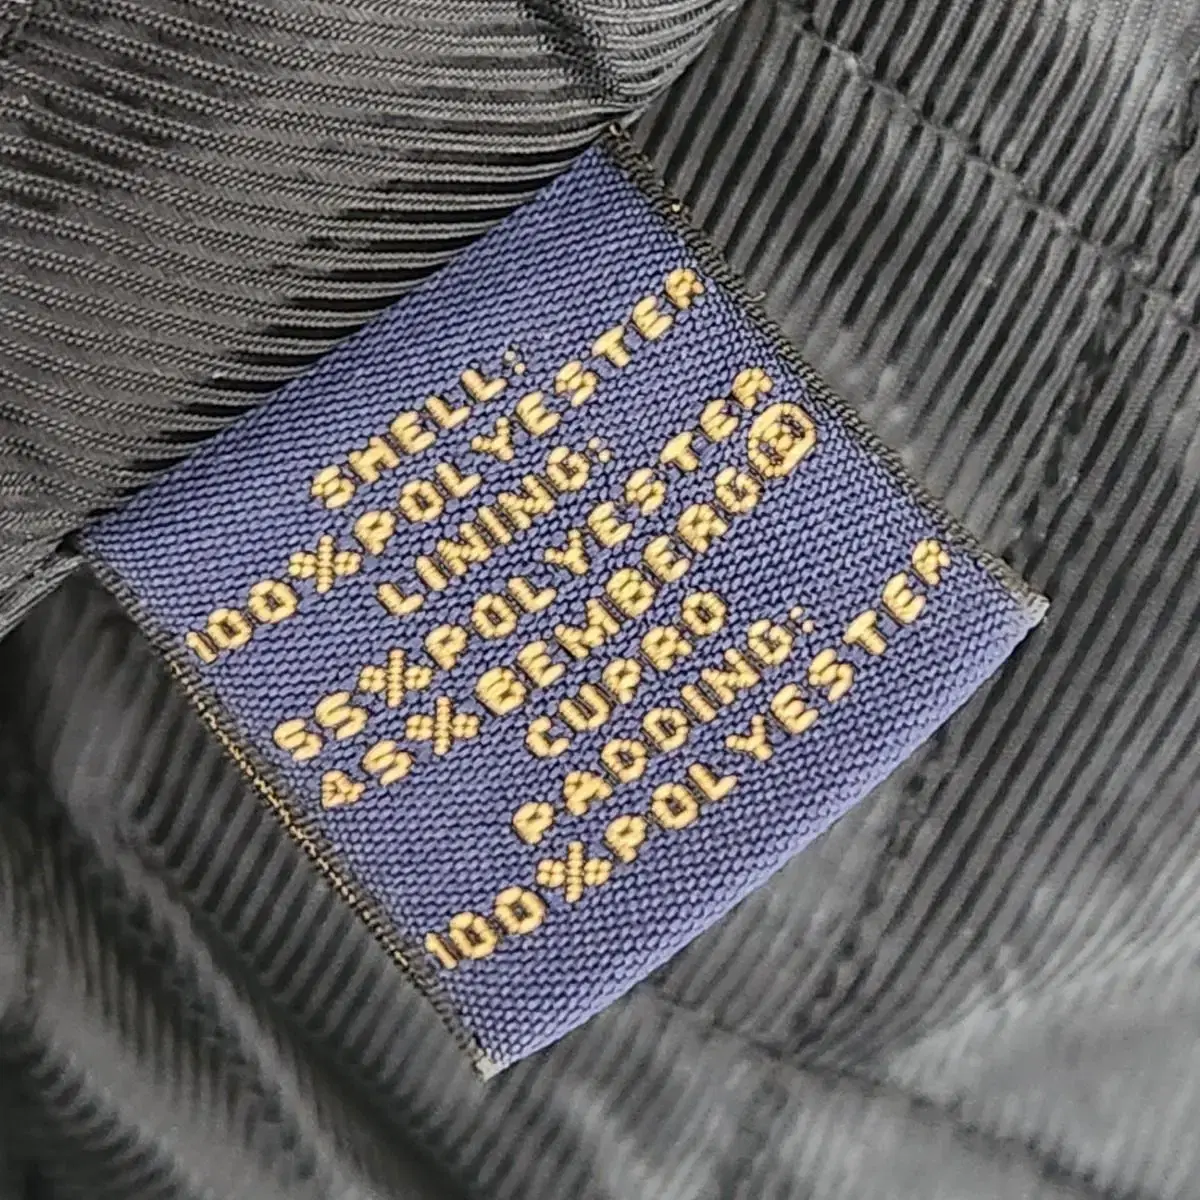 SHELL:
100%POLYESTER
LINING:
55%POLYESTER
45% BEMBERG®
CUPRO
PADDING:
100%POLYESTER